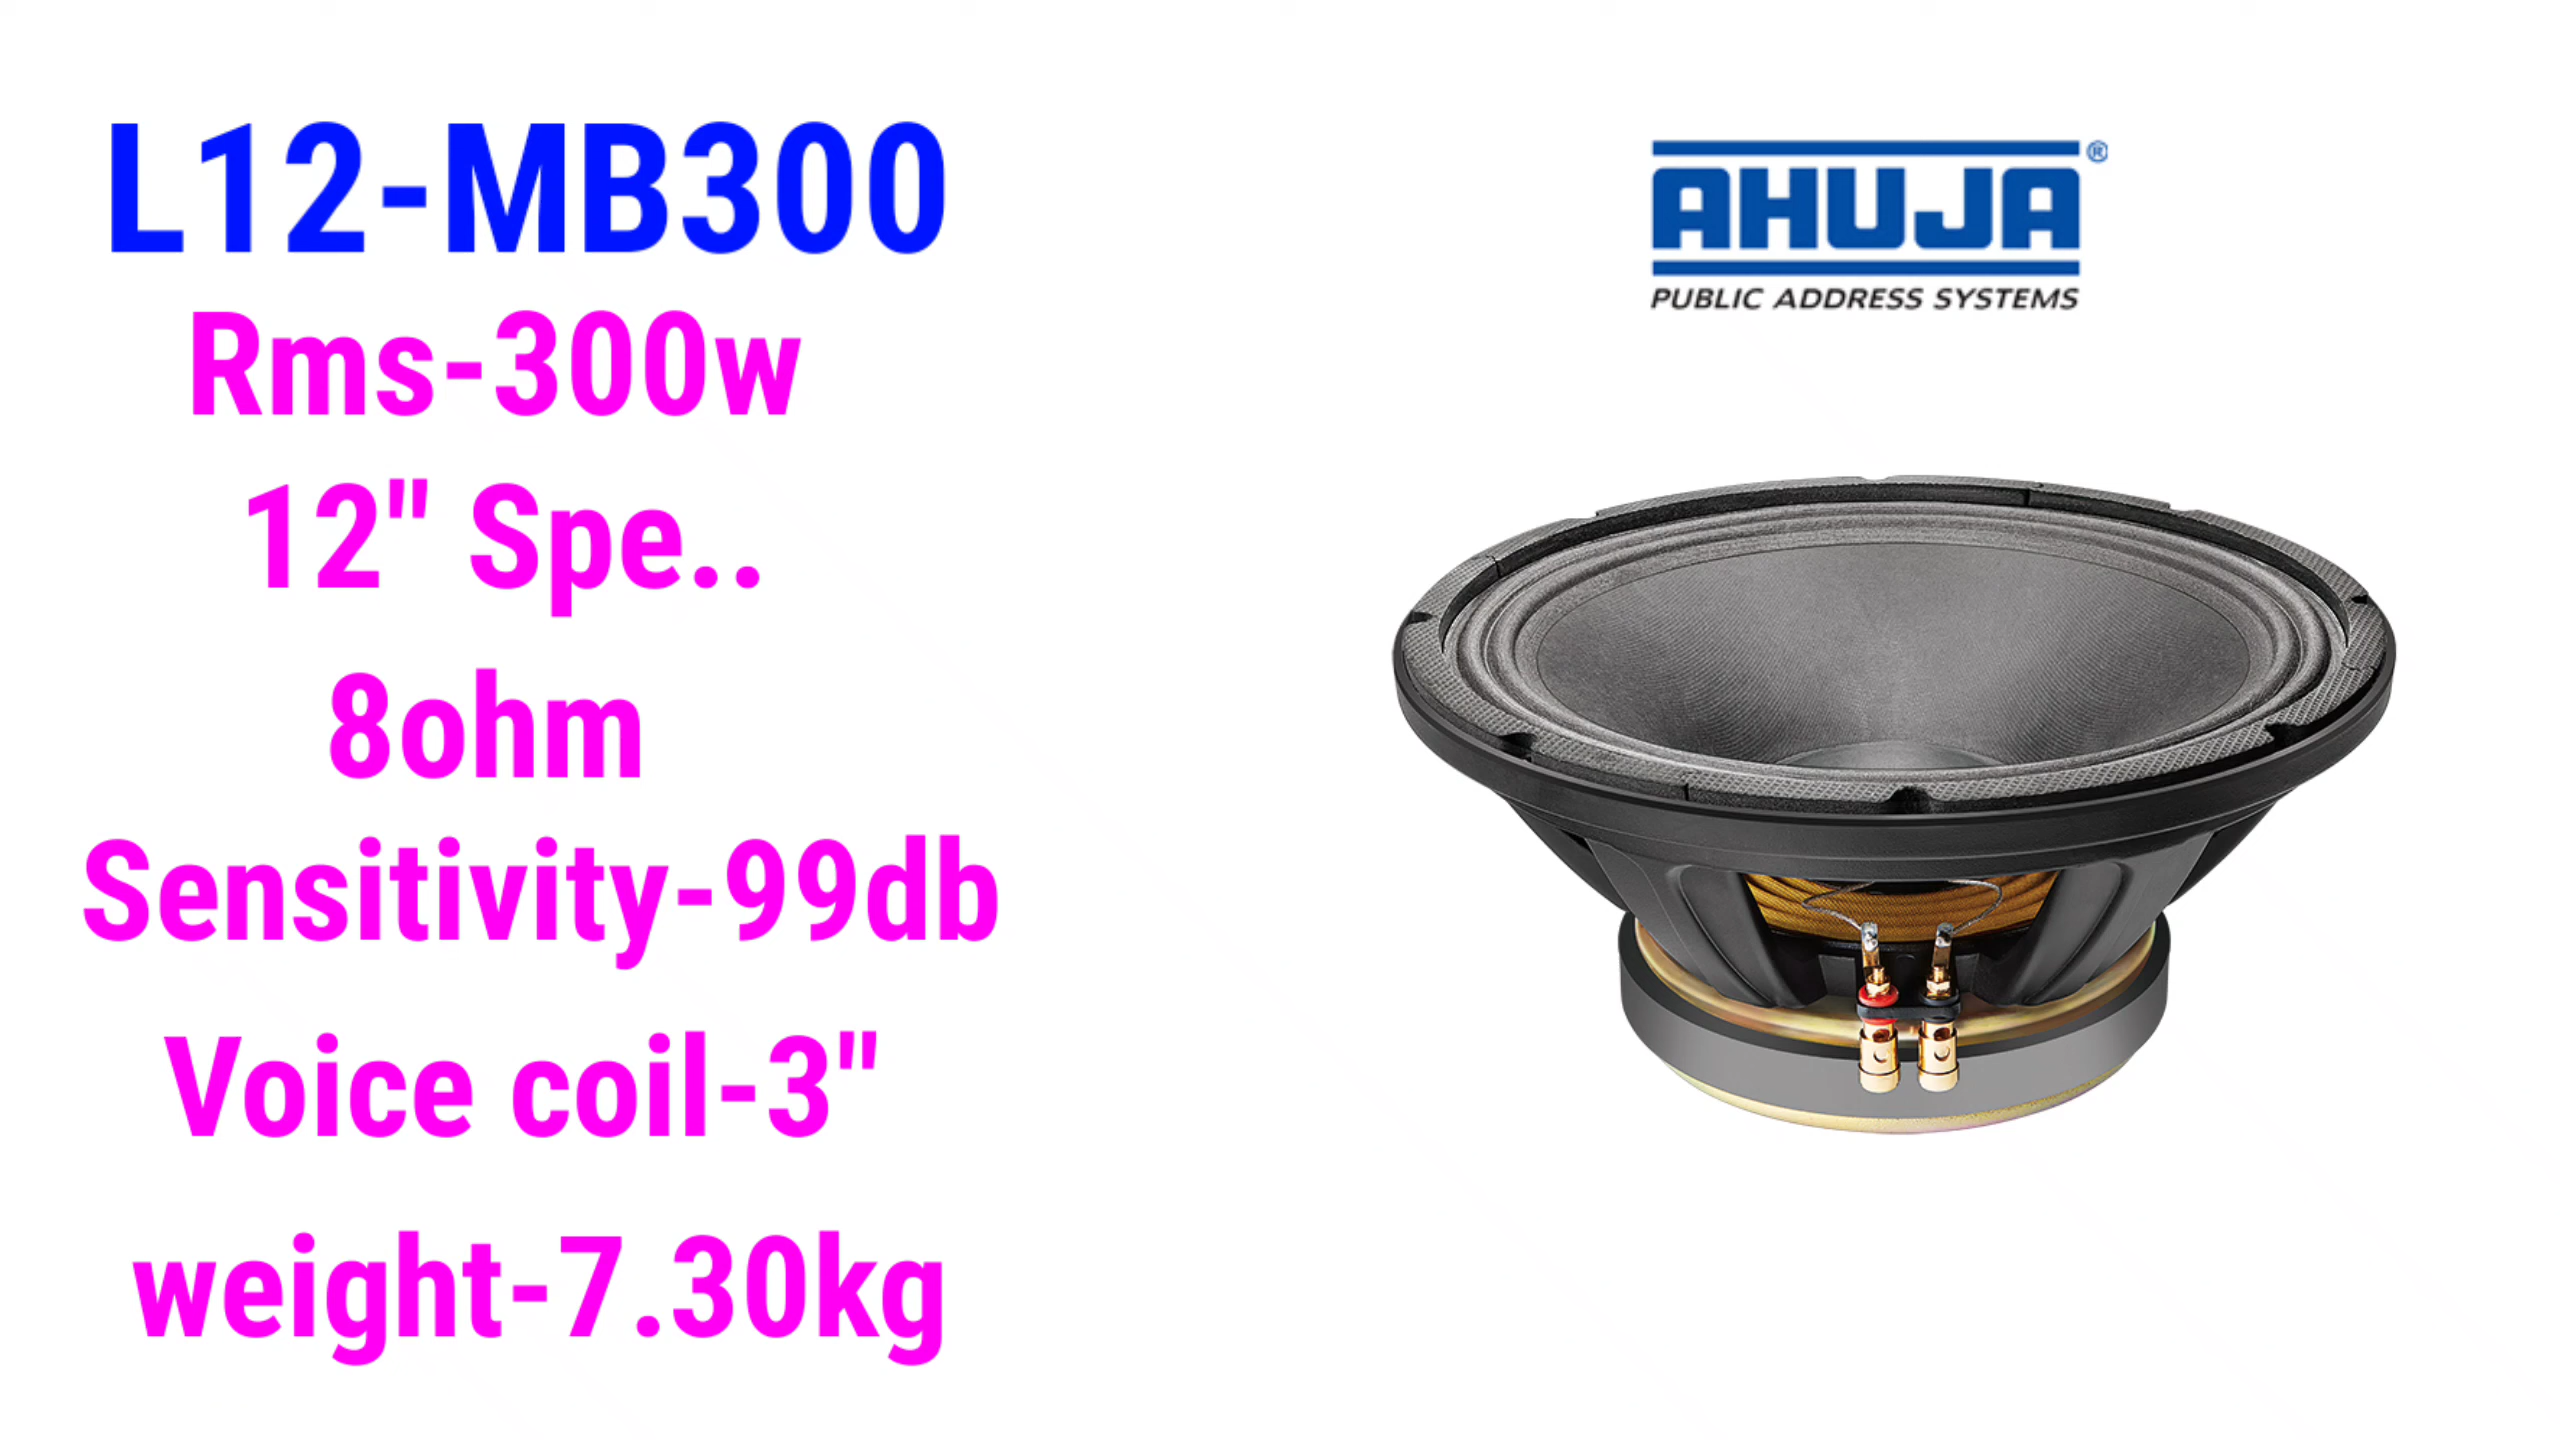 L12-MB300
Rms-300w
12" Spe..
8ohm
Sensitivity-99db
Voice coil-3"
weight-7.30kg
AHUJA®
PUBLIC ADDRESS SYSTEMS